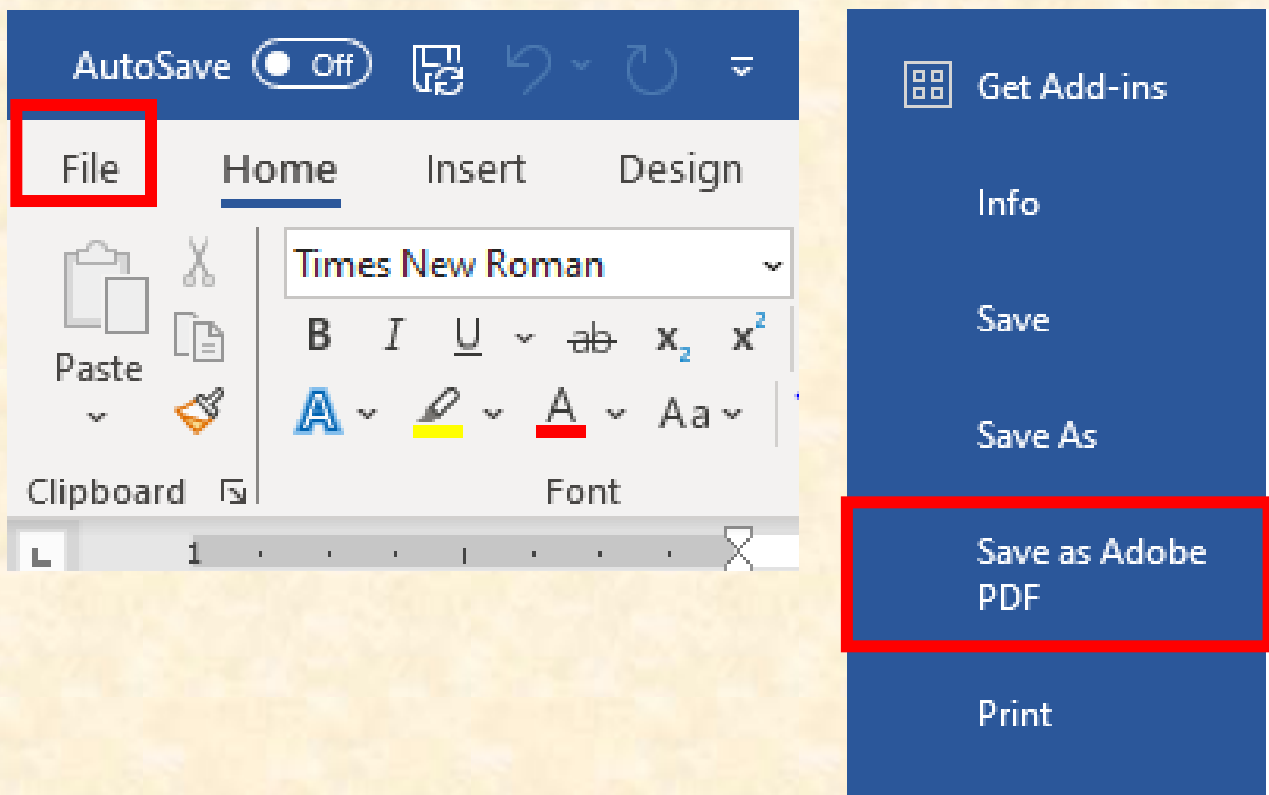 AutoSave Off
File Home Insert Design
Times New Roman
B I U ab x₂ x²
Paste
A A Aa
Clipboard Font
L 1
Get Add-ins
Info
Save
Save As
Save as Adobe
PDF
Print